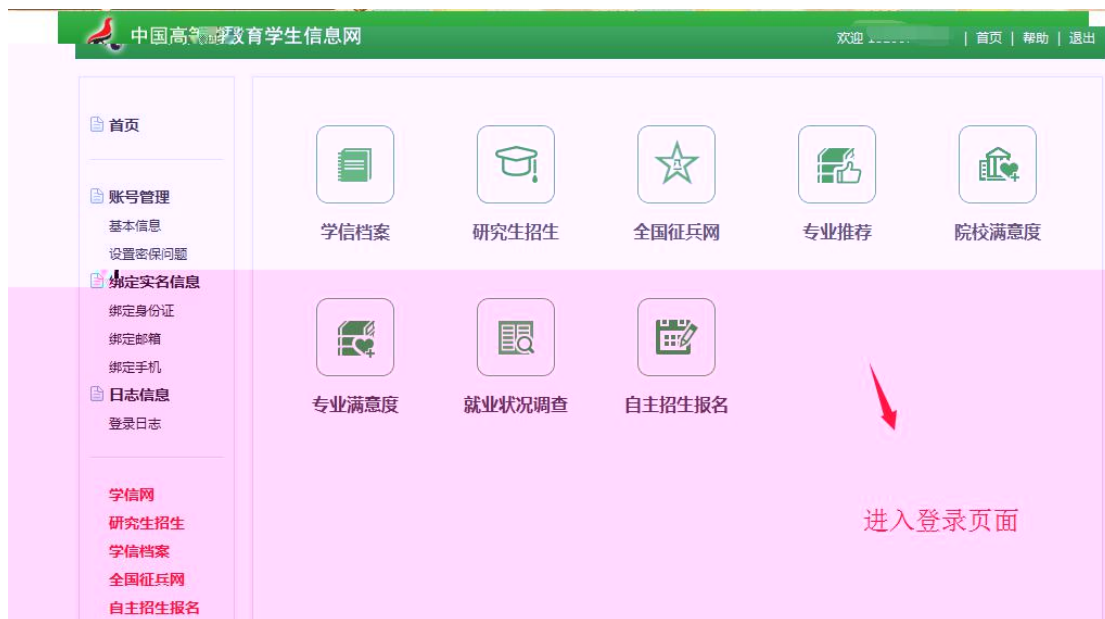 中国高等教育学生信息网
欢迎 | 首页 | 帮助 | 退出
首页
账号管理
基本信息
设置密保问题
绑定实名信息
绑定身份证
绑定邮箱
绑定手机
日志信息
登录日志
学信网
研究生招生
学信档案
全国征兵网
自主招生报名
学信档案
研究生招生
全国征兵网
专业推荐
院校满意度
专业满意度
就业状况调查
自主招生报名
进入登录页面